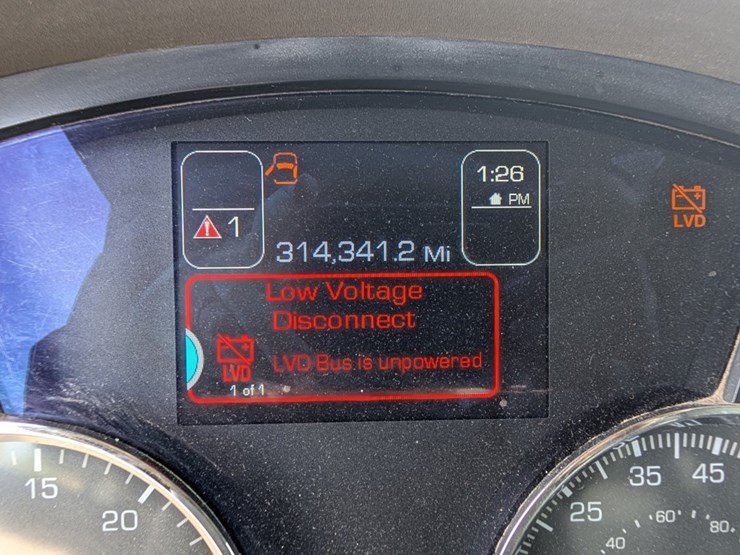 1:26
PM
1
314,341.2 Mi
LVD
Low Voltage
Disconnect
LVD
LVD Bus is unpowered
1 of 1
15
20
25
35
45
40
60
80